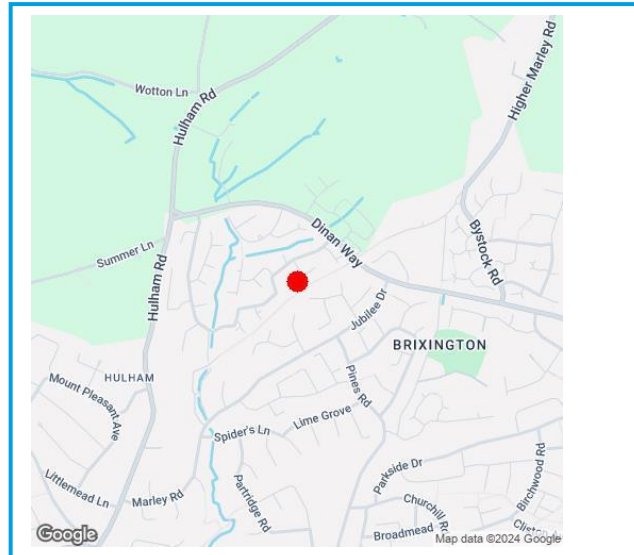 Wotton Ln
Hulham Rd
Higher Marley Rd
Dinan Way
Bystock Rd
Summer Ln
Hulham Rd
Jubilee Dr
BRIXINGTON
HULHAM
Mount Pleasant Ave
Pines Rd
Lime Grove
Spider's Ln
Parkside Dr
Birchwood Rd
Littlemead Ln
Marley Rd
Partridge Rd
Churchill Rd
Broadmead
Google
Map data ©2024 Google